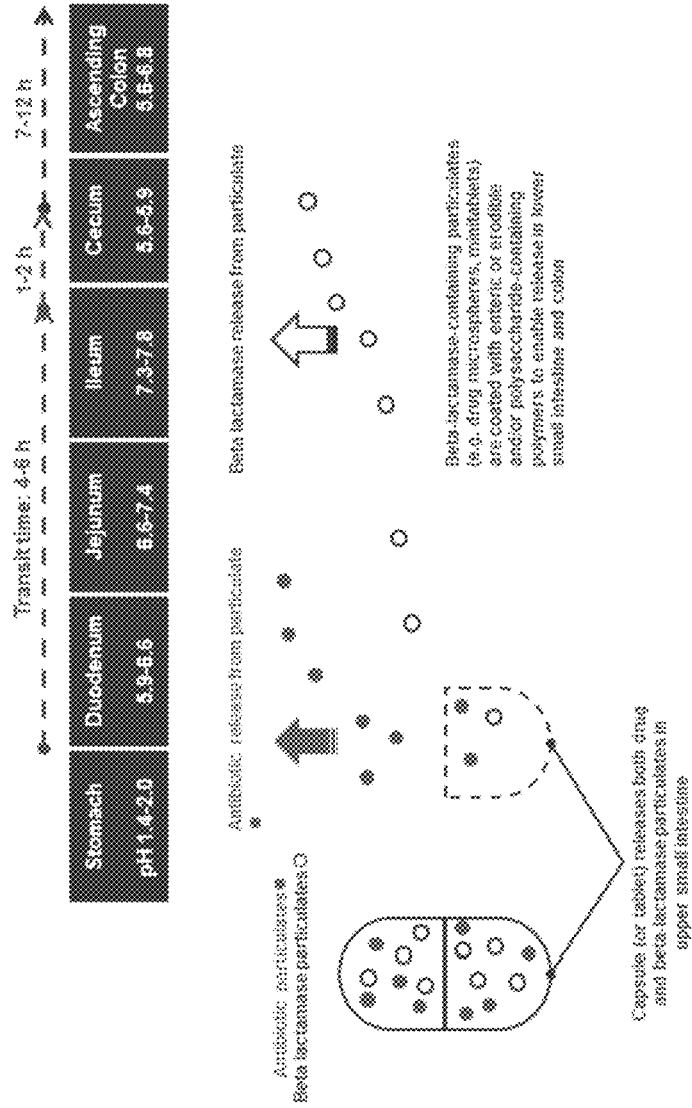 Transit time: 4-6 h
1-2 h
7-12 h
Stomach
pH 1.4-2.0
Duodenum
5.9-6.6
Jejunum
6.6-7.4
Ileum
7.3-7.8
Cecum
5.6-5.9
Ascending
Colon
5.6-6.8
Antibiotic particulates
Beta lactamase particulates
Antibiotic release from particulate
Beta lactamase release from particulate
Capsule (or tablet) releases both drug
and beta-lactamase particulates in
upper small intestine
Beta-lactamase-containing particulates
(e.g. drug microspheres, minitablets)
are coated with enteric or erodible
and/or polysaccharide-containing
polymers to enable release in lower
small intestine and colon